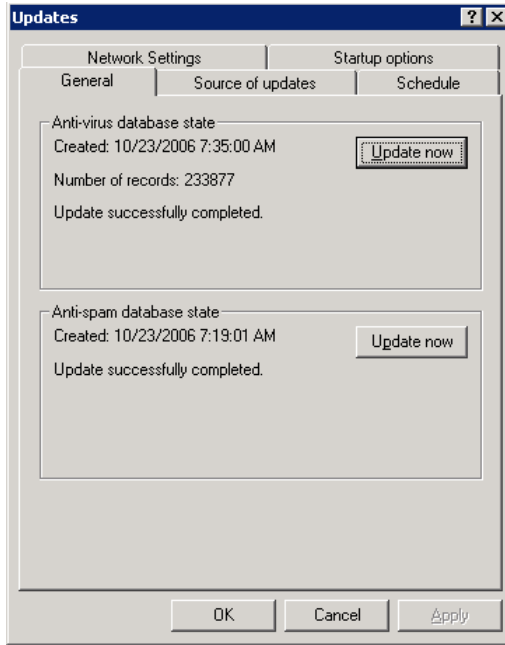 Updates
Network Settings
Startup options
General
Source of updates
Schedule
Anti-virus database state
Created: 10/23/2006 7:35:00 AM
Update now
Number of records: 233877
Update successfully completed.
Anti-spam database state
Created: 10/23/2006 7:19:01 AM
Update now
Update successfully completed.
OK
Cancel
Apply